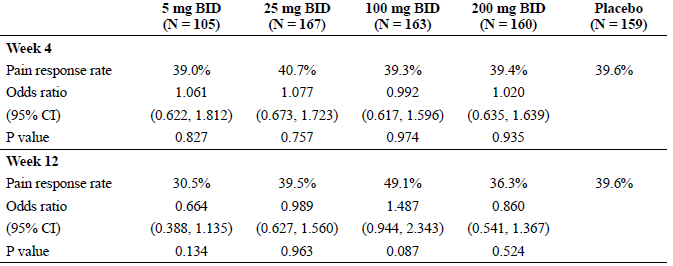 5 mg BID 25 mg BID 100 mg BID 200 mg BID Placebo
(N = 105) (N = 167) (N = 163) (N = 160) (N = 159)
Week 4
Pain response rate 39.0% 40.7% 39.3% 39.4% 39.6%
Odds ratio 1.061 1.077 0.992 1.020
(95% CI) (0.622, 1.812) (0.673, 1.723) (0.617, 1.596) (0.635, 1.639)
P value 0.827 0.757 0.974 0.935
Week 12
Pain response rate 30.5% 39.5% 49.1% 36.3% 39.6%
Odds ratio 0.664 0.989 1.487 0.860
(95% CI) (0.388, 1.135) (0.627, 1.560) (0.944, 2.343) (0.541, 1.367)
P value 0.134 0.963 0.087 0.524